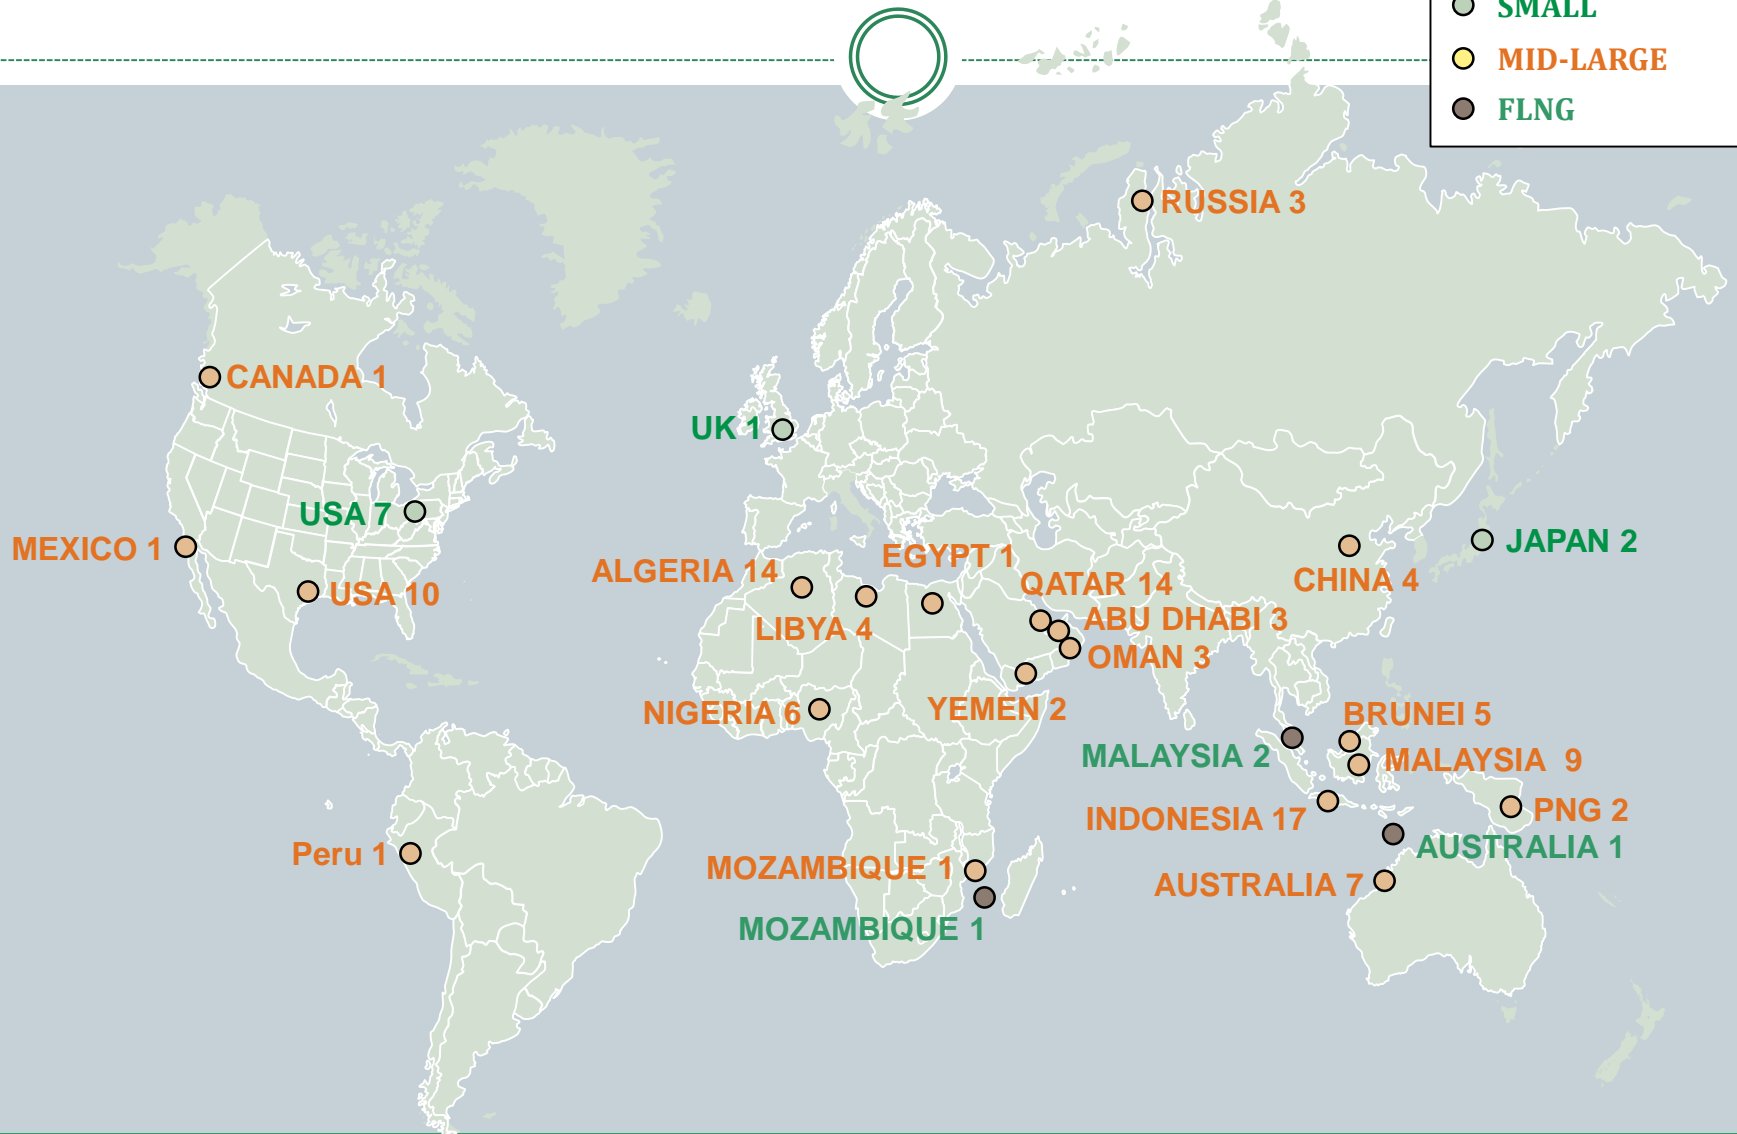 SMALL
MID-LARGE
FLNG
RUSSIA 3
CANADA 1
UK 1
USA 7
MEXICO 1
JAPAN 2
EGYPT 1
ALGERIA 14
QATAR 14
CHINA 4
USA 10
ABU DHABI 3
LIBYA 4
OMAN 3
NIGERIA 6
YEMEN 2
BRUNEI 5
MALAYSIA 2
MALAYSIA  9
INDONESIA 17
PNG 2
AUSTRALIA 1
Peru 1
MOZAMBIQUE 1
AUSTRALIA 7
MOZAMBIQUE 1